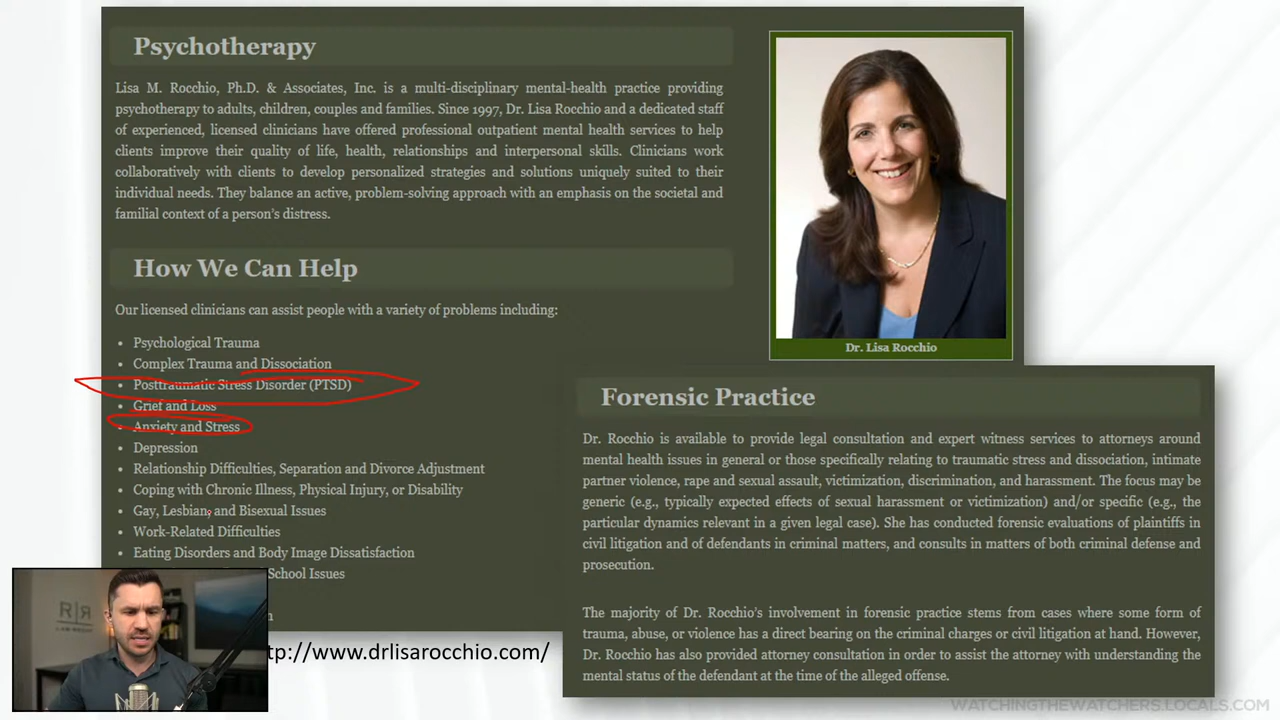 Psychotherapy
Lisa M. Rocchio, Ph.D. & Associates, Inc. is a multi-disciplinary mental-health practice providing
psychotherapy to adults, children, couples and families. Since 1997, Dr. Lisa Rocchio and a dedicated staff
of experienced, licensed clinicians have offered professional outpatient mental health services to help
clients improve their quality of life, health, relationships and interpersonal skills. Clinicians work
collaboratively with clients to develop personalized strategies and solutions uniquely suited to their
individual needs. They balance an active, problem-solving approach with an emphasis on the societal and
familial context of a person's distress.
Dr. Lisa Rocchio
How We Can Help
Our licensed clinicians can assist people with a variety of problems including:
• Psychological Trauma
• Complex Trauma and Dissociation
• Posttraumatic Stress Disorder (PTSD)
• Grief and Loss
• Anxiety and Stress
• Depression
• Relationship Difficulties, Separation and Divorce Adjustment
• Coping with Chronic Illness, Physical Injury, or Disability
• Gay, Lesbian, and Bisexual Issues
• Work-Related Difficulties
• Eating Disorders and Body Image Dissatisfaction
School Issues
Forensic Practice
Dr. Rocchio is available to provide legal consultation and expert witness services to attorneys around
mental health issues in general or those specifically relating to traumatic stress and dissociation, intimate
partner violence, rape and sexual assault, victimization, discrimination, and harassment. The focus may be
generic (e.g., typically expected effects of sexual harassment or victimization) and/or specific (e.g., the
particular dynamics relevant in a given legal case). She has conducted forensic evaluations of plaintiffs in
civil litigation and of defendants in criminal matters, and consults in matters of both criminal defense and
prosecution.
The majority of Dr. Rocchio's involvement in forensic practice stems from cases where some form of
trauma, abuse, or violence has a direct bearing on the criminal charges or civil litigation at hand. However,
Dr. Rocchio has also provided attorney consultation in order to assist the attorney with understanding the
mental status of the defendant at the time of the alleged offense.
R|R
LAW GROUP
tp://www.drlisarocchio.com/
WATCHINGTHEWATCHERS.LOCALS.COM